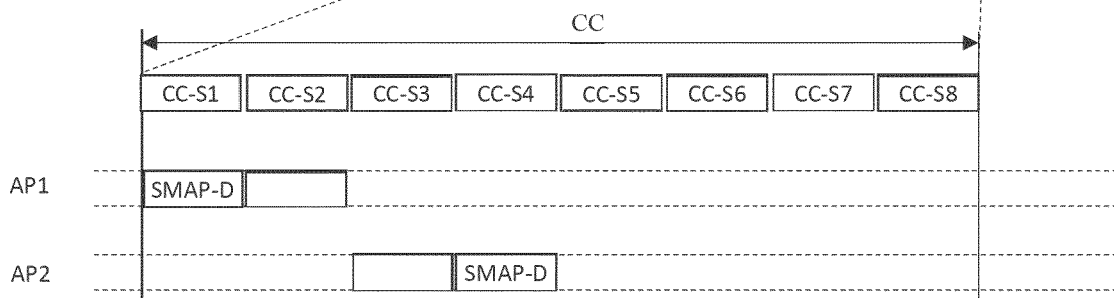 CC
CC-S1 CC-S2 CC-S3 CC-S4 CC-S5 CC-S6 CC-S7 CC-S8
AP1 SMAP-D
AP2 SMAP-D